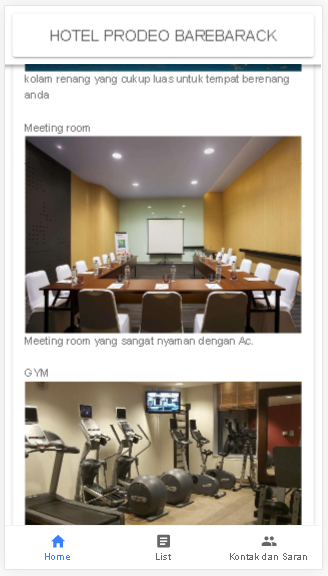 HOTEL PRODEO BAREBARACK
kolam renang yang cukup luas untuk tempat berenang
anda
Meeting room
Meeting room yang sangat nyaman dengan Ac.
GYM
Home
List
Kontak dan Saran